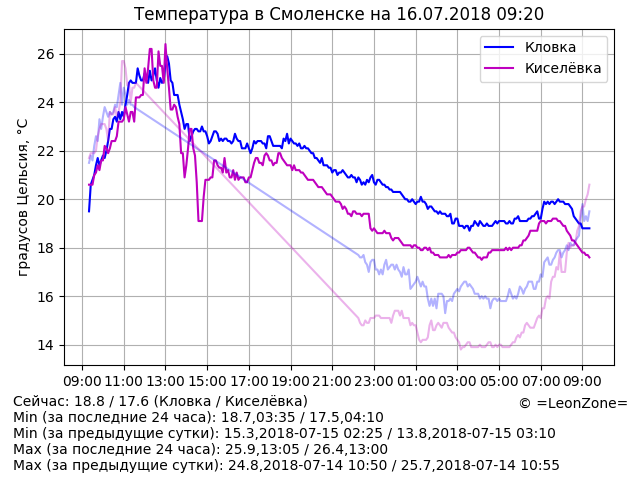 Температура в Смоленске на 16.07.2018 09:20
градусов Цельсия, °C
26
24
22
20
18
16
14
Кловка
Киселёвка
09:00 11:00 13:00 15:00 17:00 19:00 21:00 23:00 01:00 03:00 05:00 07:00 09:00
Сейчас: 18.8 / 17.6 (Кловка / Киселёвка)
© =LeonZone=
Min (за последние 24 часа): 18.7,03:35 / 17.5,04:10
Min (за предыдущие сутки): 15.3,2018-07-15 02:25 / 13.8,2018-07-15 03:10
Max (за последние 24 часа): 25.9,13:05 / 26.4,13:00
Max (за предыдущие сутки): 24.8,2018-07-14 10:50 / 25.7,2018-07-14 10:55